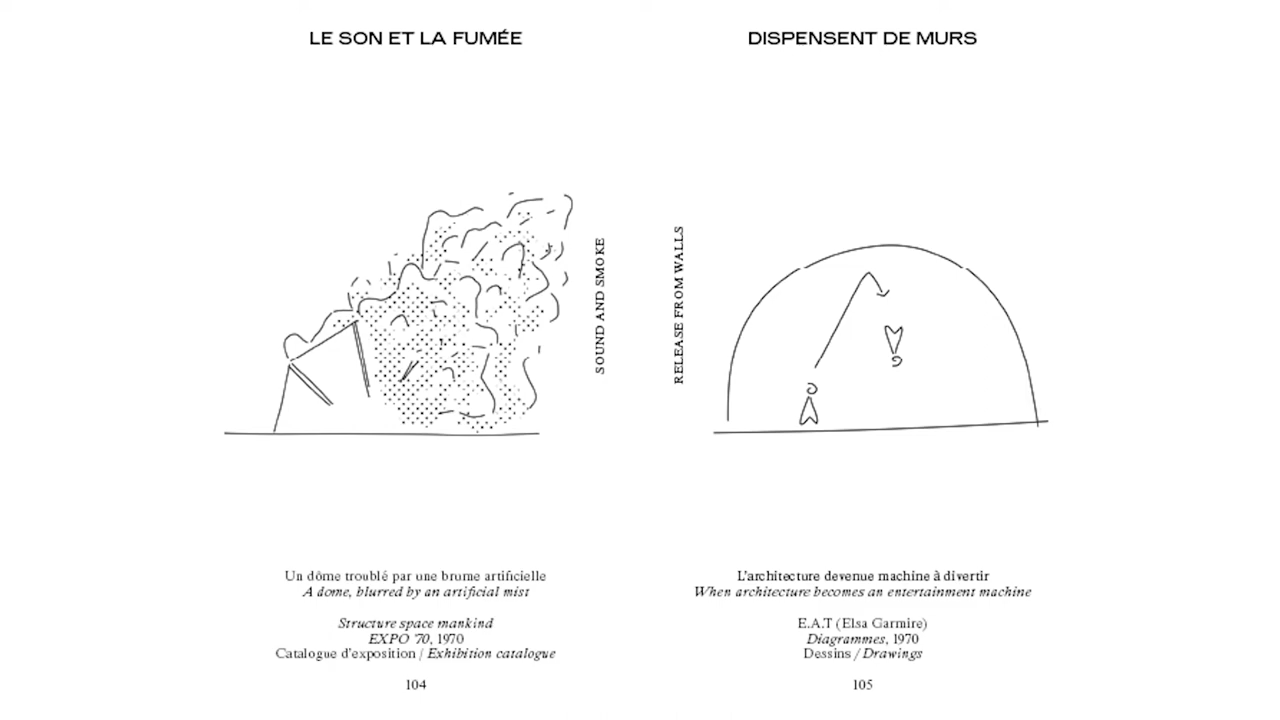 LE SON ET LA FUMÉE
SOUND AND SMOKE
Un dôme troublé par une brume artificielle
A dome, blurred by an artificial mist
Structure space mankind
EXPO '70, 1970
Catalogue d'exposition / Exhibition catalogue
104
DISPENSENT DE MURS
RELEASE FROM WALLS
L'architecture devenue machine à divertir
When architecture becomes an entertainment machine
E.A.T (Elsa Garmire)
Diagrammes, 1970
Dessins / Drawings
105